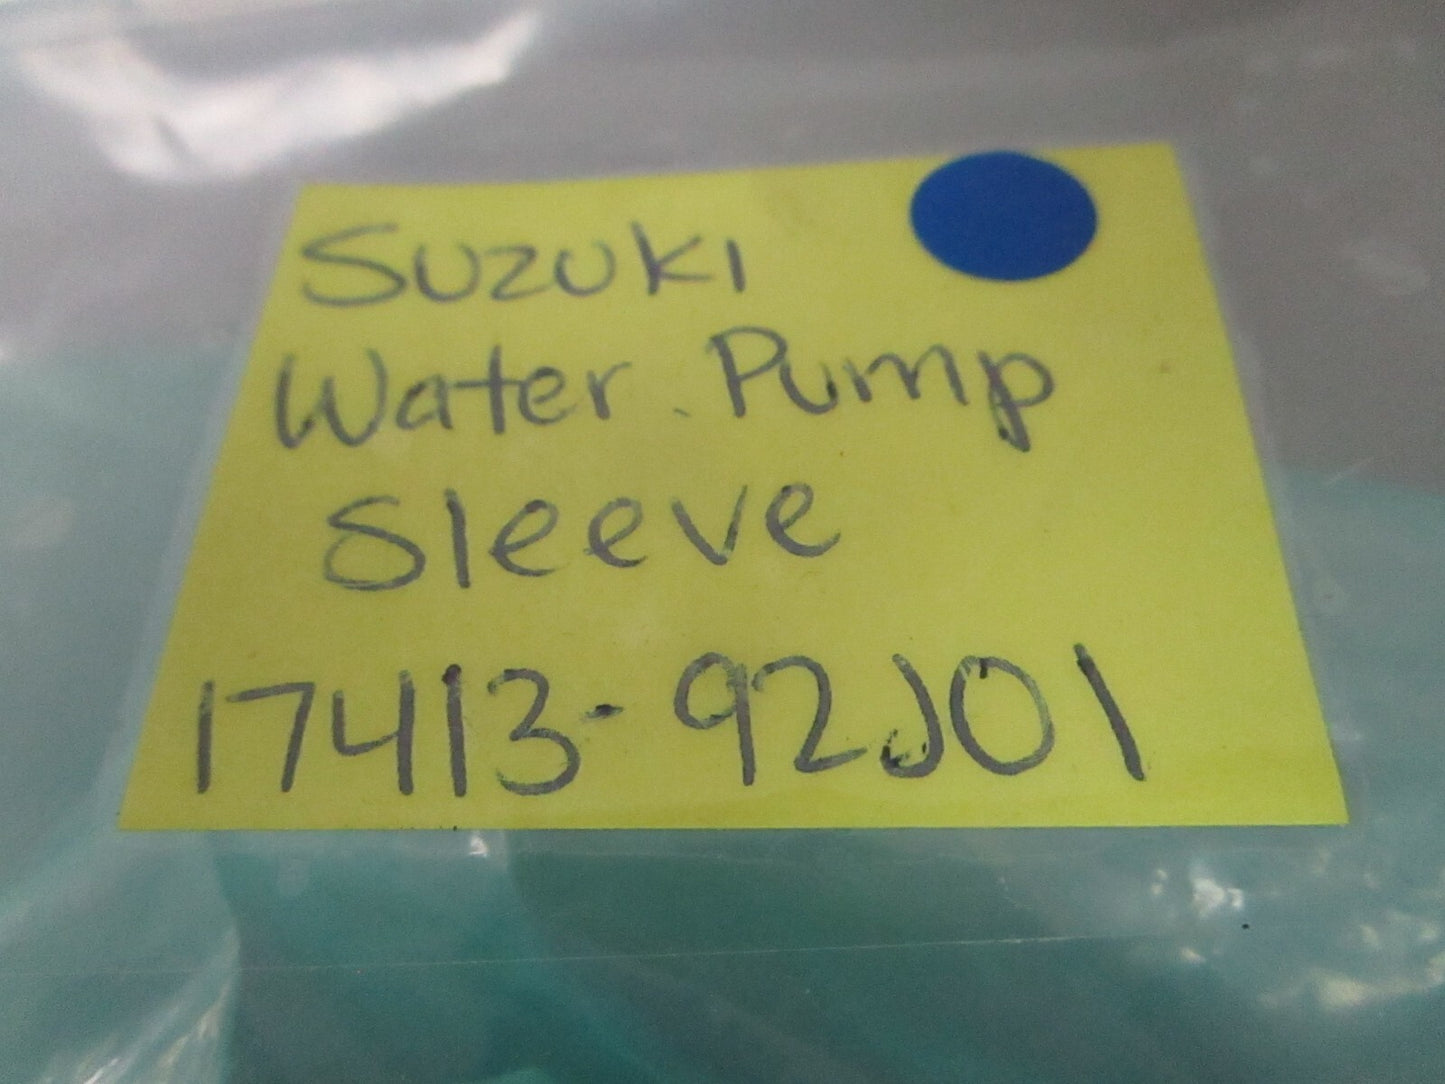 Suzuki
Water Pump
Sleeve
17413-92J01